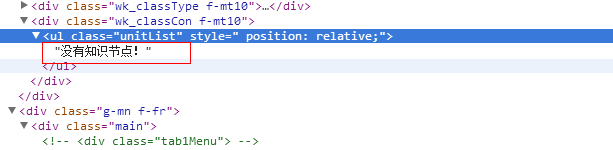 ▶<div class="wk_classType f-mt10">…</div>
▼<div class="wk_classCon f-mt10">
▼<ul class="unitList" style=" position: relative;">
"没有知识节点！"
</ul>
</div>
</div>
▼<div class="g-mn f-fr">
▼<div class="main">
<!-- <div class="tab1Menu"> -->